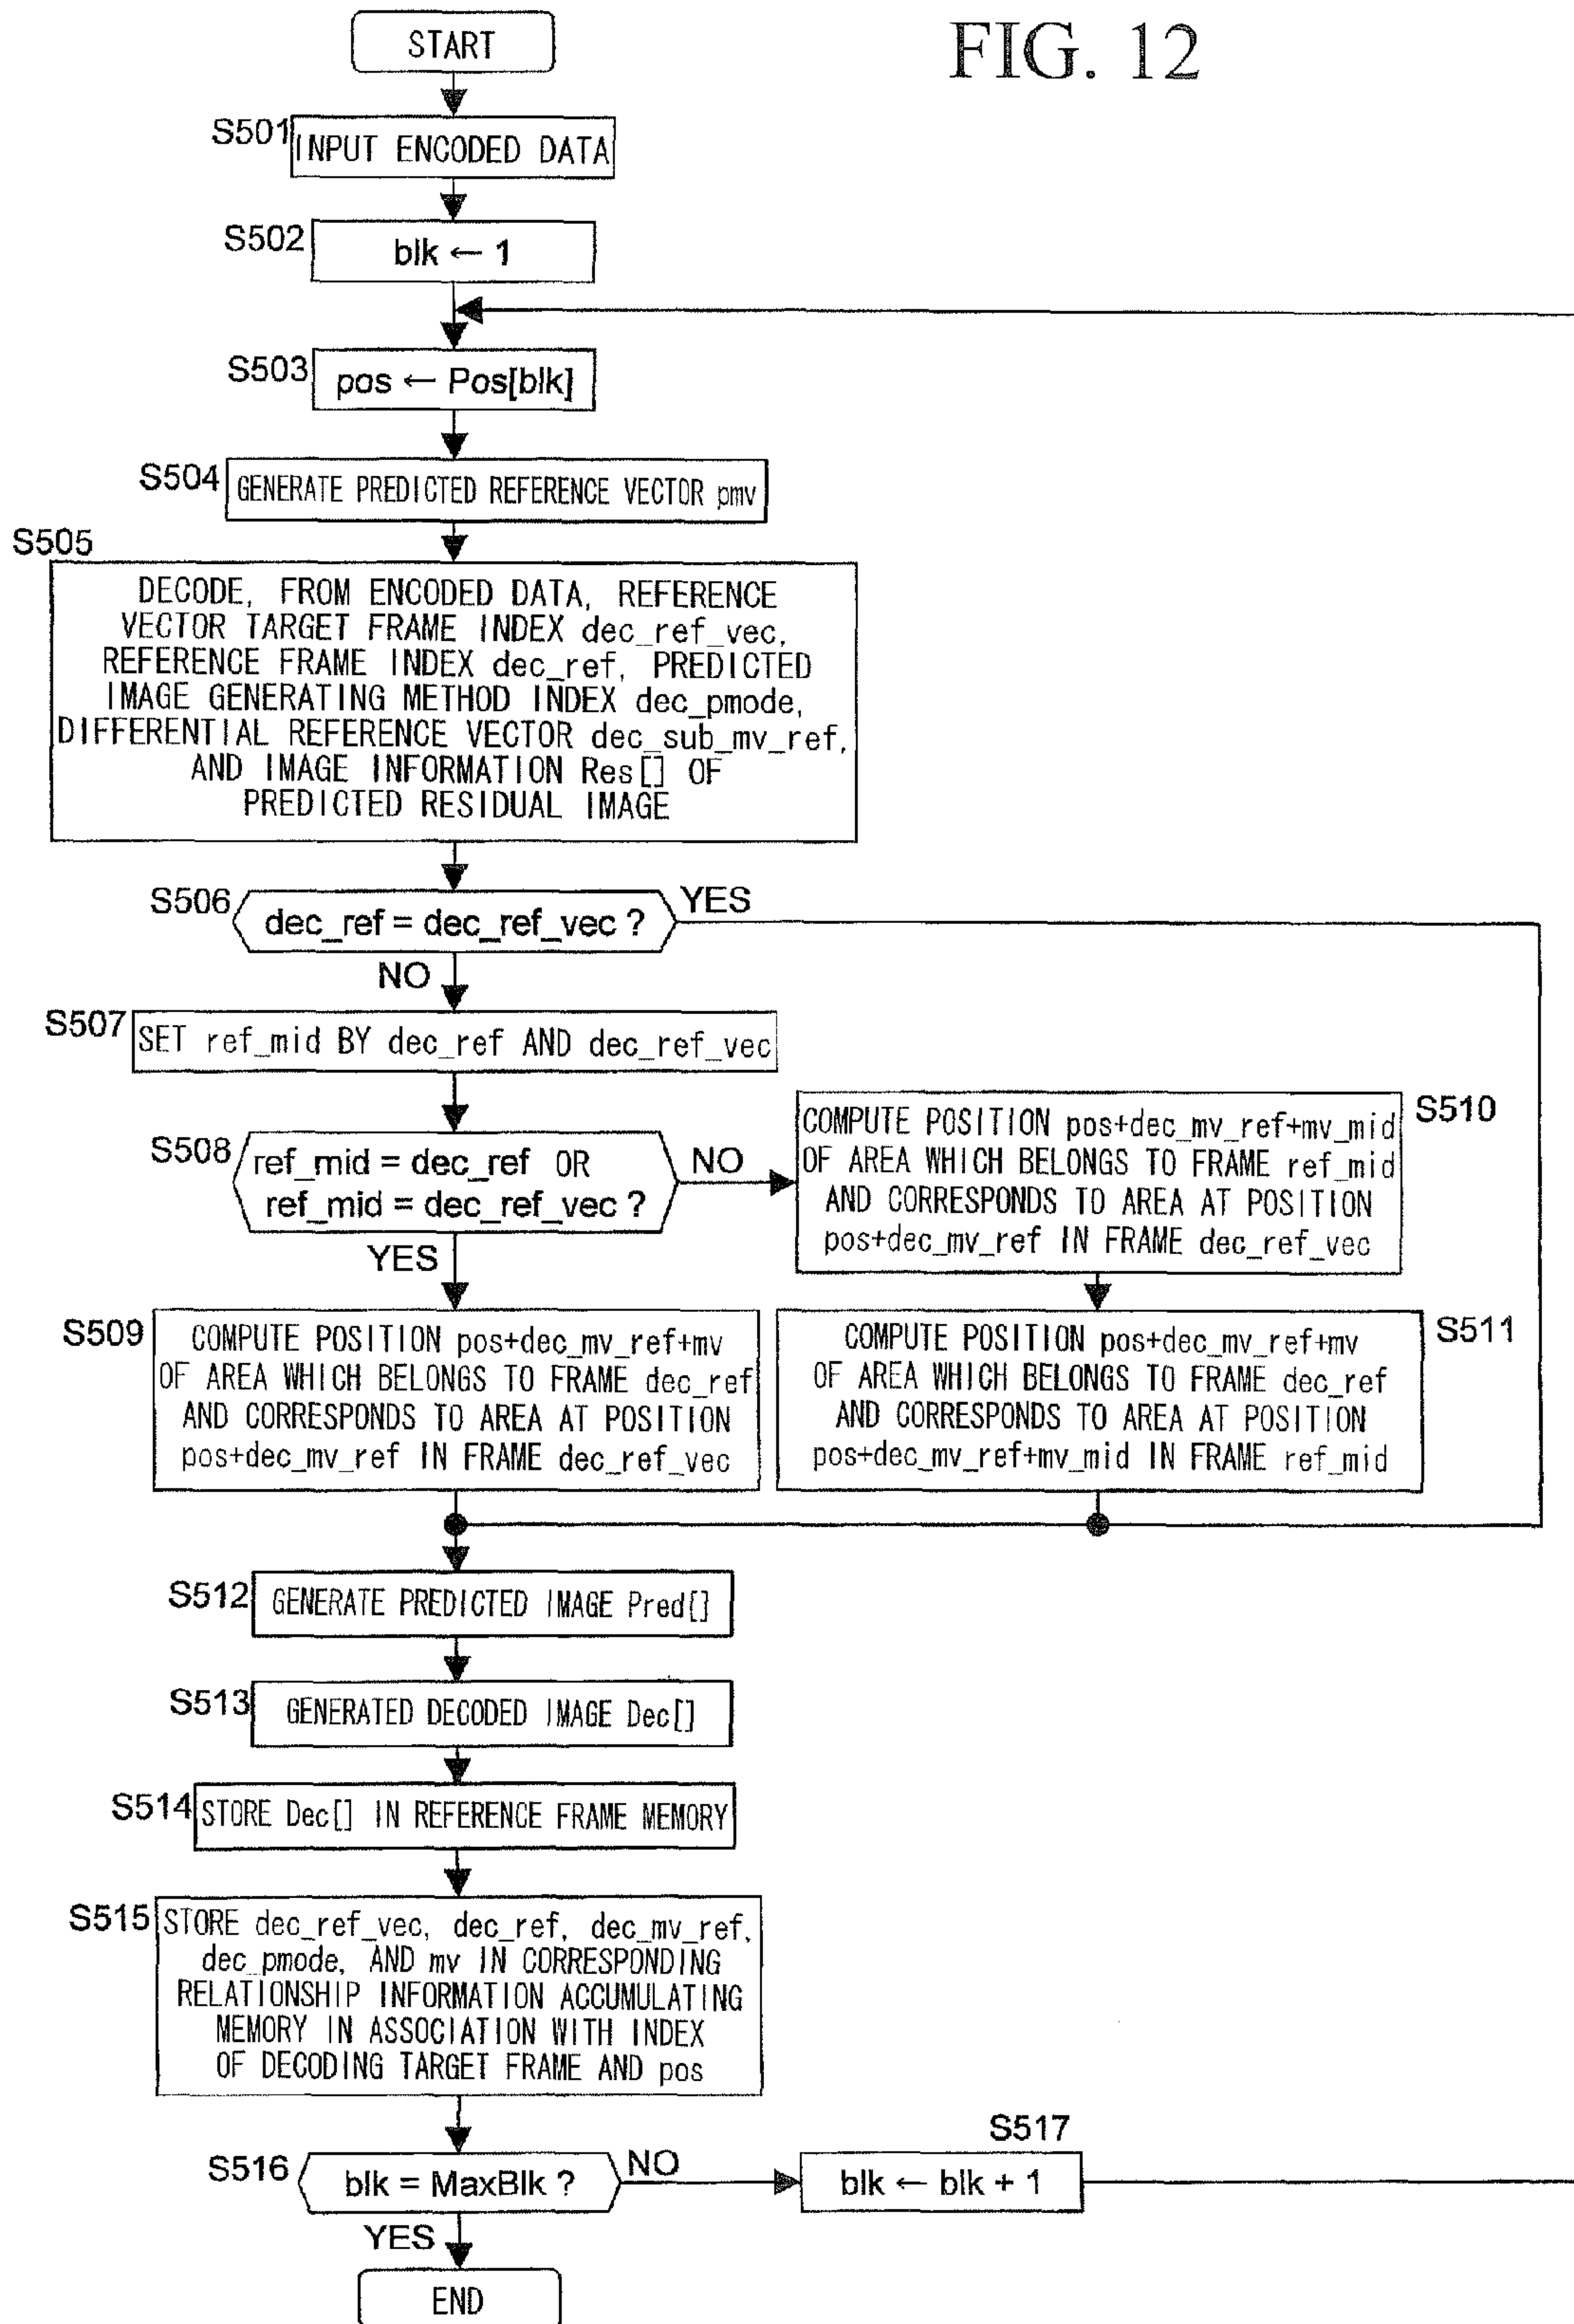 FIG. 12
START
S501
INPUT ENCODED DATA
S502
blk ← 1
S503
pos ← Pos[blk]
S504
GENERATE PREDICTED REFERENCE VECTOR pmv
S505
DECODE, FROM ENCODED DATA, REFERENCE
VECTOR TARGET FRAME INDEX dec_ref_vec,
REFERENCE FRAME INDEX dec_ref, PREDICTED
IMAGE GENERATING METHOD INDEX dec_pmode,
DIFFERENTIAL REFERENCE VECTOR dec_sub_mv_ref,
AND IMAGE INFORMATION Res[] OF
PREDICTED RESIDUAL IMAGE
S506
dec_ref = dec_ref_vec ?
YES
NO
S507
SET ref_mid BY dec_ref AND dec_ref_vec
S508
ref_mid = dec_ref OR
ref_mid = dec_ref_vec ?
NO
YES
S510
COMPUTE POSITION pos+dec_mv_ref+mv_mid
OF AREA WHICH BELONGS TO FRAME ref_mid
AND CORRESPONDS TO AREA AT POSITION
pos+dec_mv_ref IN FRAME dec_ref_vec
S509
COMPUTE POSITION pos+dec_mv_ref+mv
OF AREA WHICH BELONGS TO FRAME dec_ref
AND CORRESPONDS TO AREA AT POSITION
pos+dec_mv_ref IN FRAME dec_ref_vec
S511
COMPUTE POSITION pos+dec_mv_ref+mv
OF AREA WHICH BELONGS TO FRAME dec_ref
AND CORRESPONDS TO AREA AT POSITION
pos+dec_mv_ref+mv_mid IN FRAME ref_mid
S512
GENERATE PREDICTED IMAGE Pred[]
S513
GENERATED DECODED IMAGE Dec[]
S514
STORE Dec[] IN REFERENCE FRAME MEMORY
S515
STORE dec_ref_vec, dec_ref, dec_mv_ref,
dec_pmode, AND mv IN CORRESPONDING
RELATIONSHIP INFORMATION ACCUMULATING
MEMORY IN ASSOCIATION WITH INDEX
OF DECODING TARGET FRAME AND pos
S516
blk = MaxBlk ?
NO
S517
blk ← blk + 1
YES
END